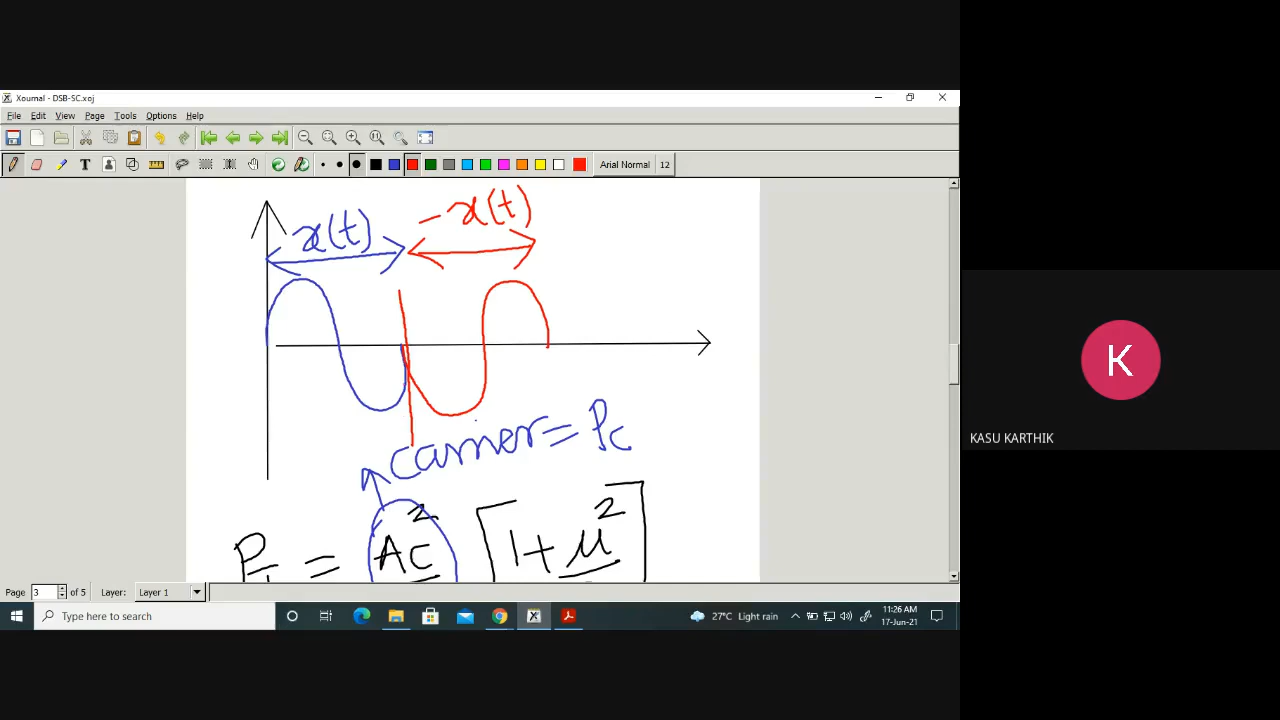 Xournal - DSB-SC.xoj
File Edit View Page Tools Options Help
Arial Normal 12
x(t) -x(t)
carrier = Pc
Pt = Ac² [1 + μ²
Page 3 of 5 Layer: Layer 1
Type here to search
27°C Light rain
11:26 AM
17-Jun-21
K
KASU KARTHIK